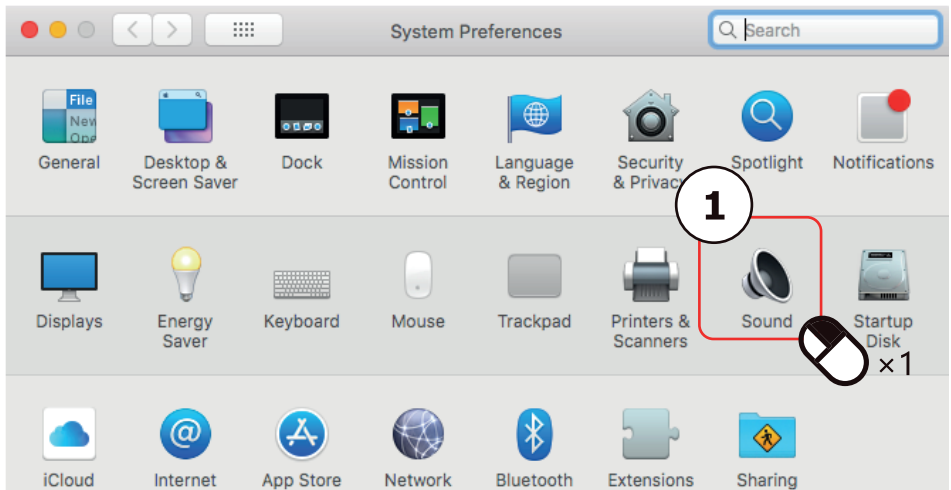 System Preferences
Search
File
New
Ope
General
Desktop &
Screen Saver
Dock
Mission
Control
Language
& Region
Security
& Privacy
Spotlight
Notifications
1
Displays
Energy
Saver
Keyboard
Mouse
Trackpad
Printers &
Scanners
Sound
Startup
Disk
×1
iCloud
@
Internet
App Store
Network
Bluetooth
Extensions
Sharing